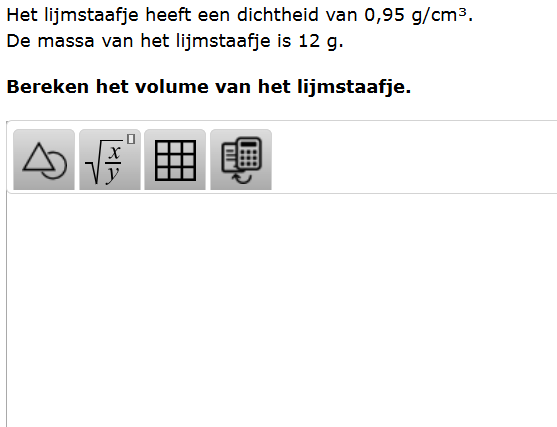 Het lijmstaafje heeft een dichtheid van 0,95 g/cm³.
De massa van het lijmstaafje is 12 g.
Bereken het volume van het lijmstaafje.
√x/y